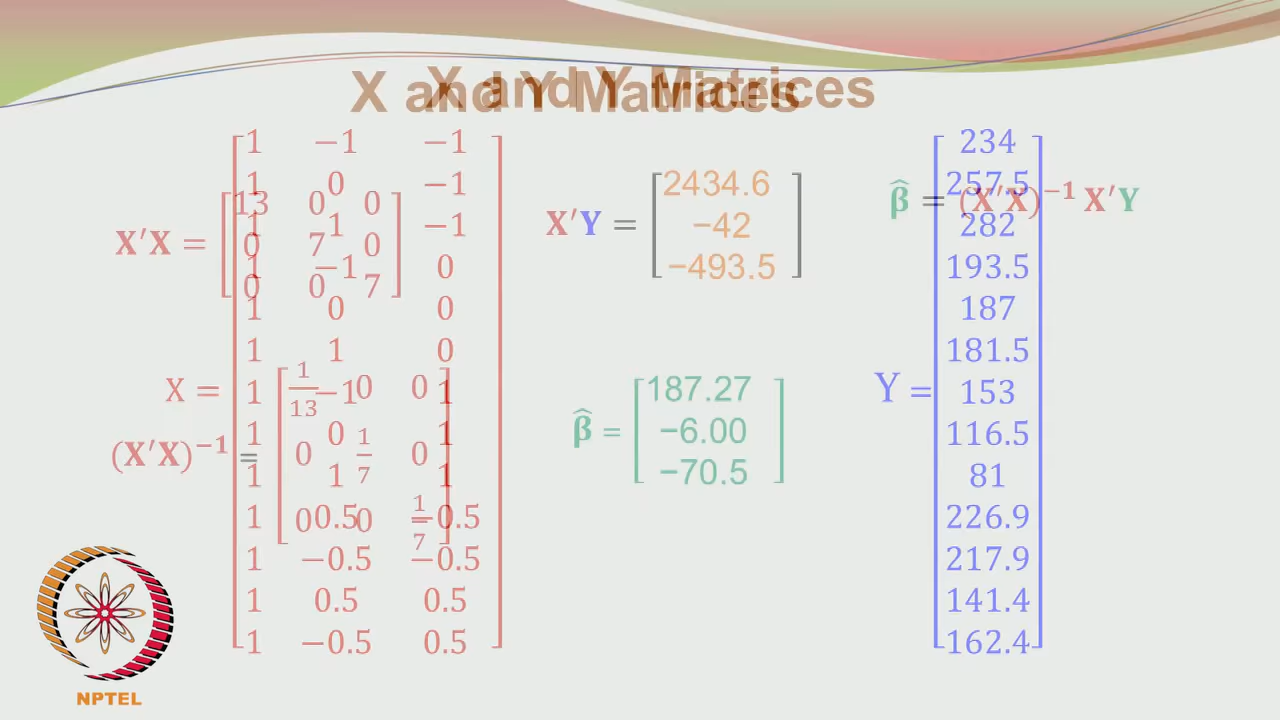 X and Y Matrices
X and Y Matrices
X =
1 −1 −1
1 0 −1
1 1 −1
1 −1 0
1 0 0
1 1 0
1 −1 1
1 0 1
1 1 1
1 0.5 −0.5
1 −0.5 −0.5
1 0.5 0.5
1 −0.5 0.5
Y =
234
257.5
282
193.5
187
181.5
153
116.5
81
226.9
217.9
141.4
162.4
X′X =
13 0 0
0 7 0
0 0 7
X′Y =
2434.6
−42
−493.5
β̂ = (X′X)⁻¹ X′Y
(X′X)⁻¹ =
1/13 0 0
0 1/7 0
0 0 1/7
β̂ =
187.27
−6.00
−70.5
NPTEL